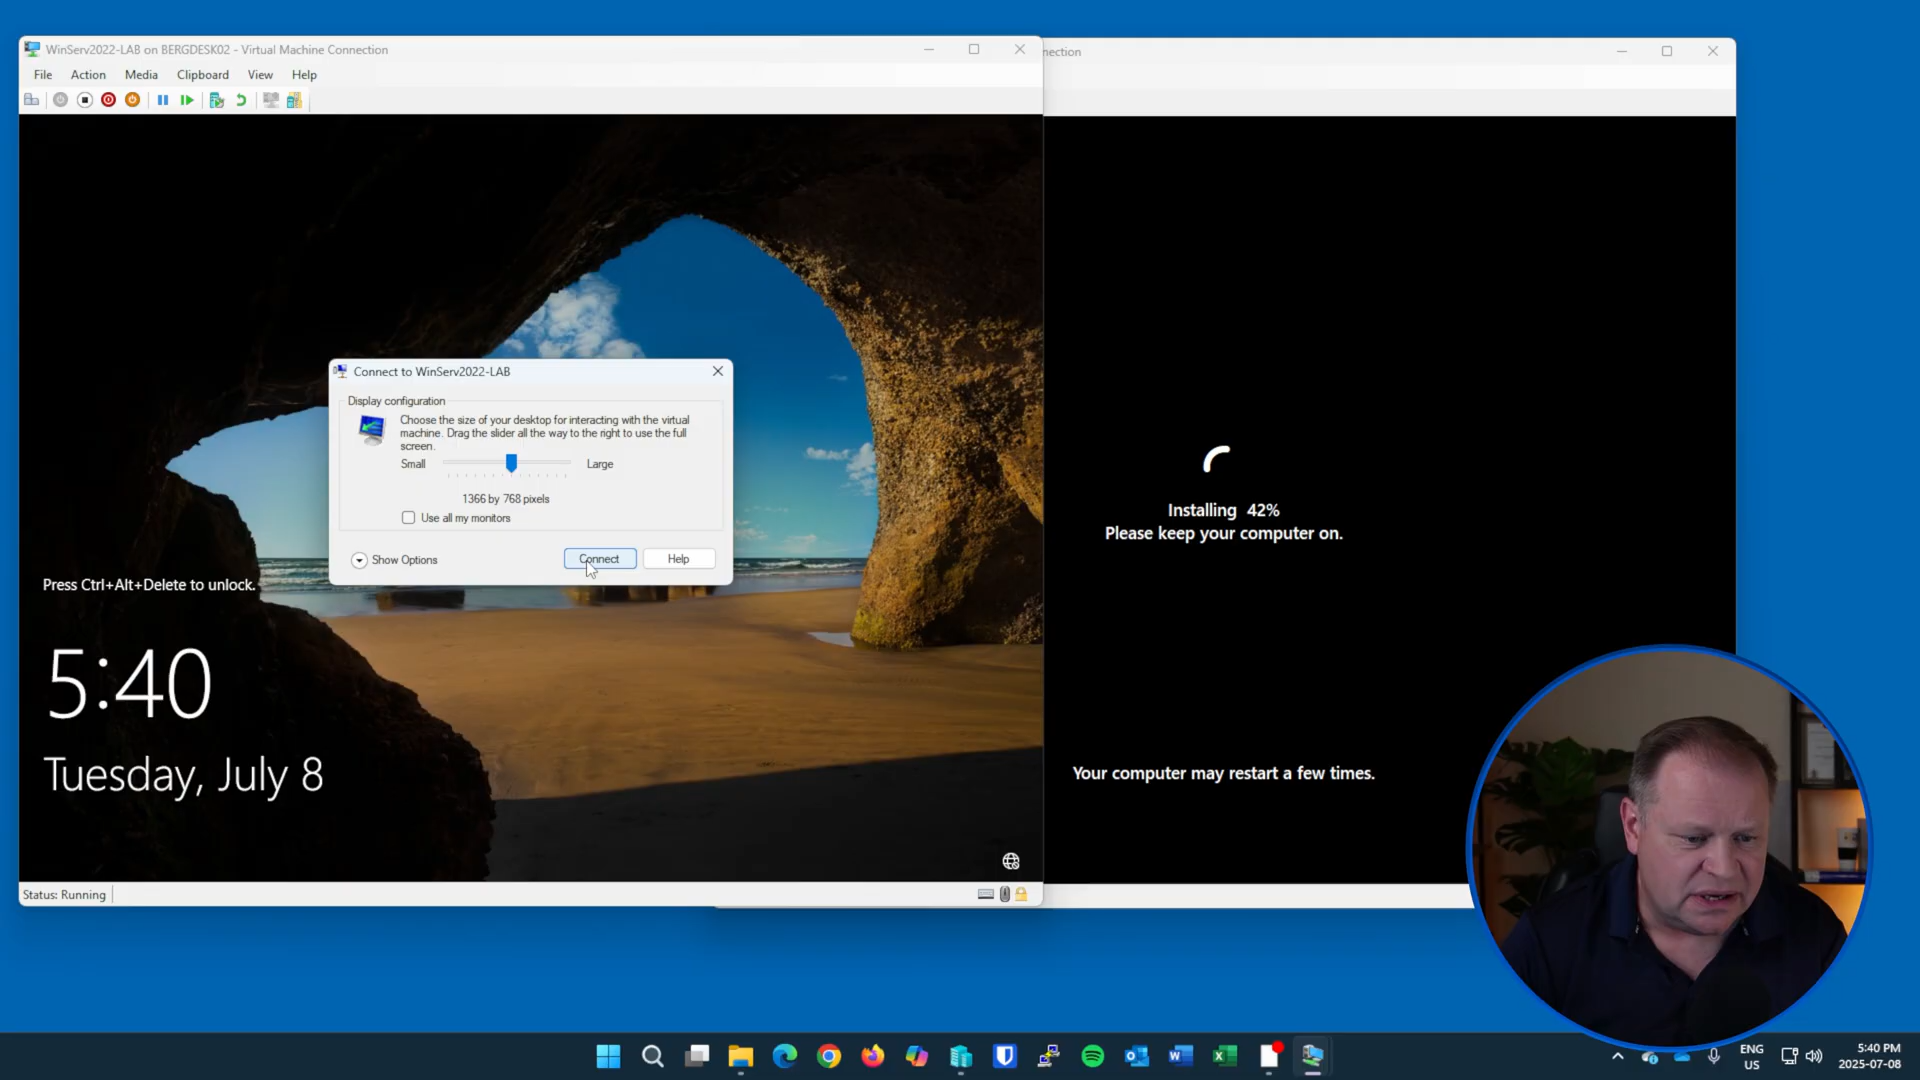 WinServ2022-LAB on BERGDESK02 - Virtual Machine Connection
File Action Media Clipboard View Help
Connect to WinServ2022-LAB
Display configuration
Choose the size of your desktop for interacting with the virtual
machine. Drag the slider all the way to the right to use the full
screen.
Small Large
1366 by 768 pixels
Use all my monitors
Show Options Connect Help
Press Ctrl+Alt+Delete to unlock.
5:40
Tuesday, July 8
Status: Running
nection
Installing 42%
Please keep your computer on.
Your computer may restart a few times.
ENG
US
5:40 PM
2025-07-08